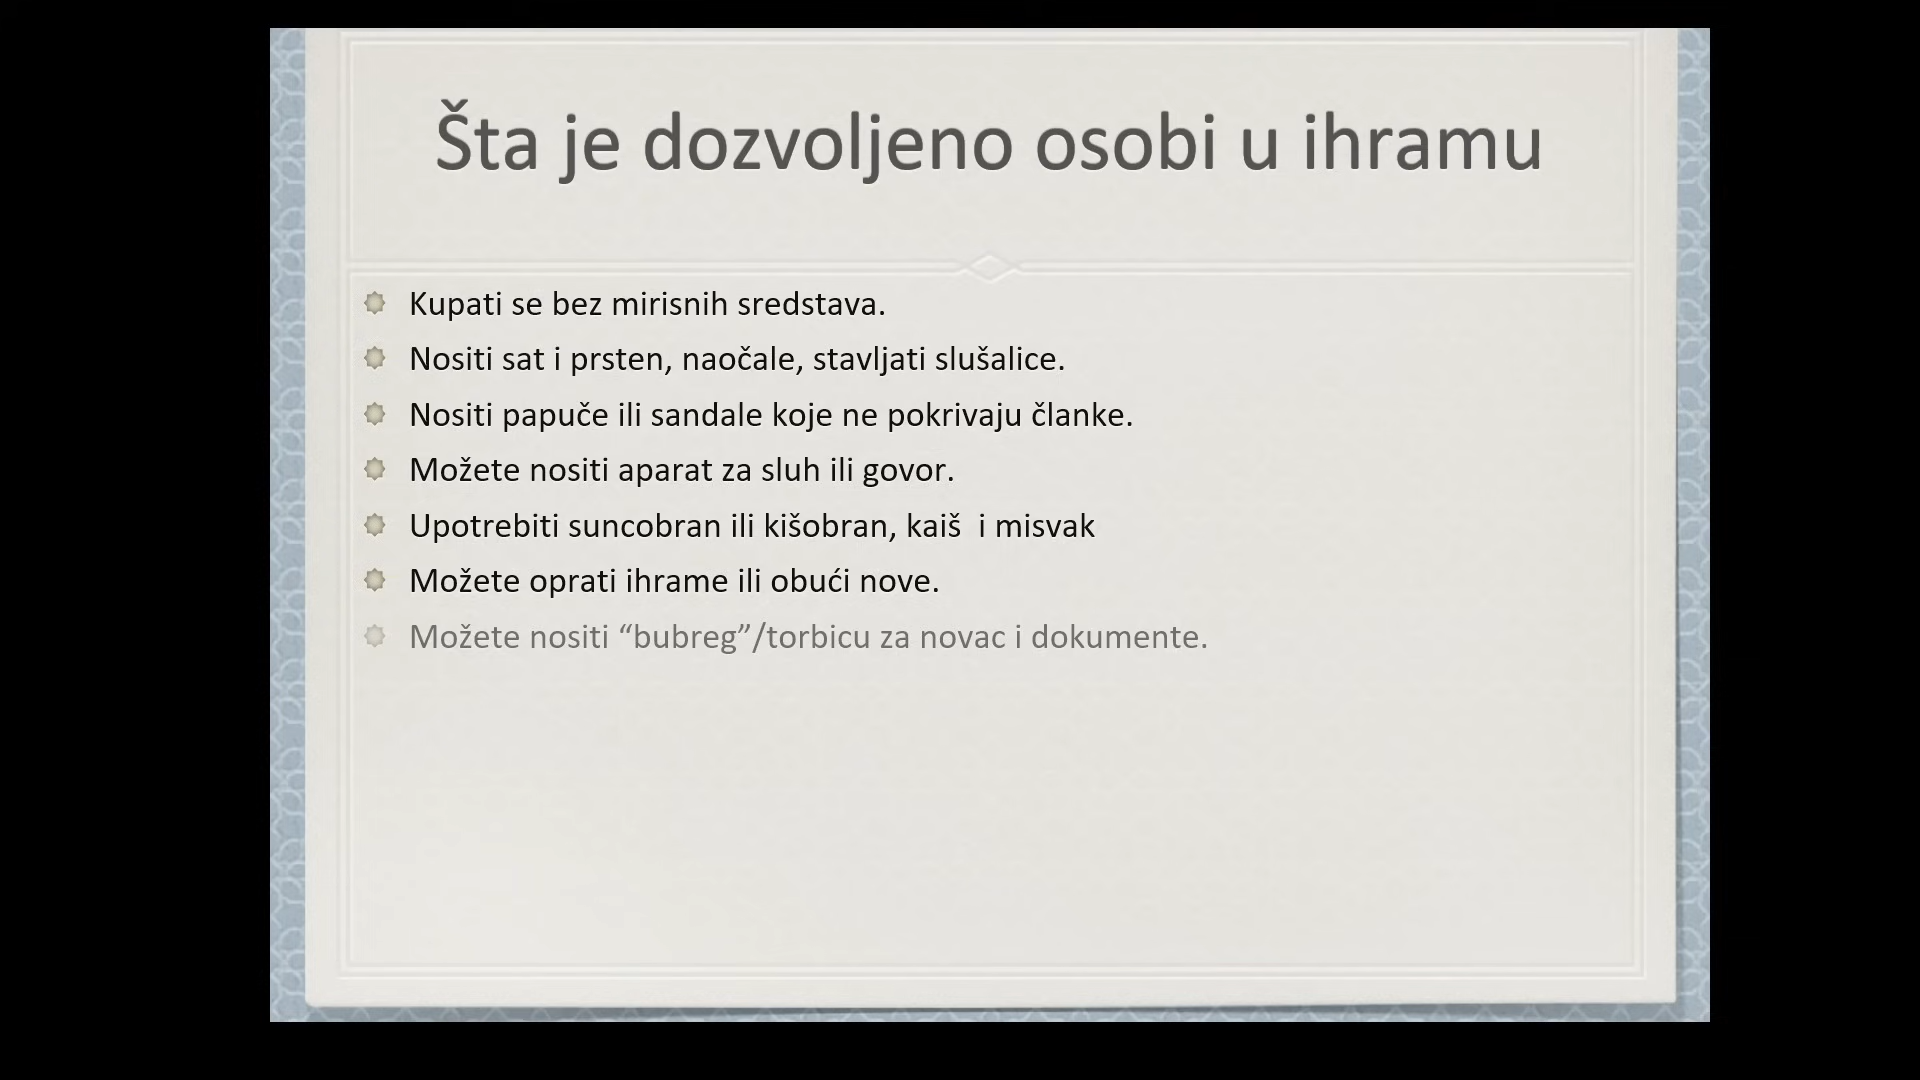 Šta je dozvoljeno osobi u ihramu
Kupati se bez mirisnih sredstava.
Nositi sat i prsten, naočale, stavljati slušalice.
Nositi papuče ili sandale koje ne pokrivaju članke.
Možete nositi aparat za sluh ili govor.
Upotrebiti suncobran ili kišobran, kaiš  i misvak
Možete oprati ihrame ili obući nove.
Možete nositi “bubreg”/torbicu za novac i dokumente.